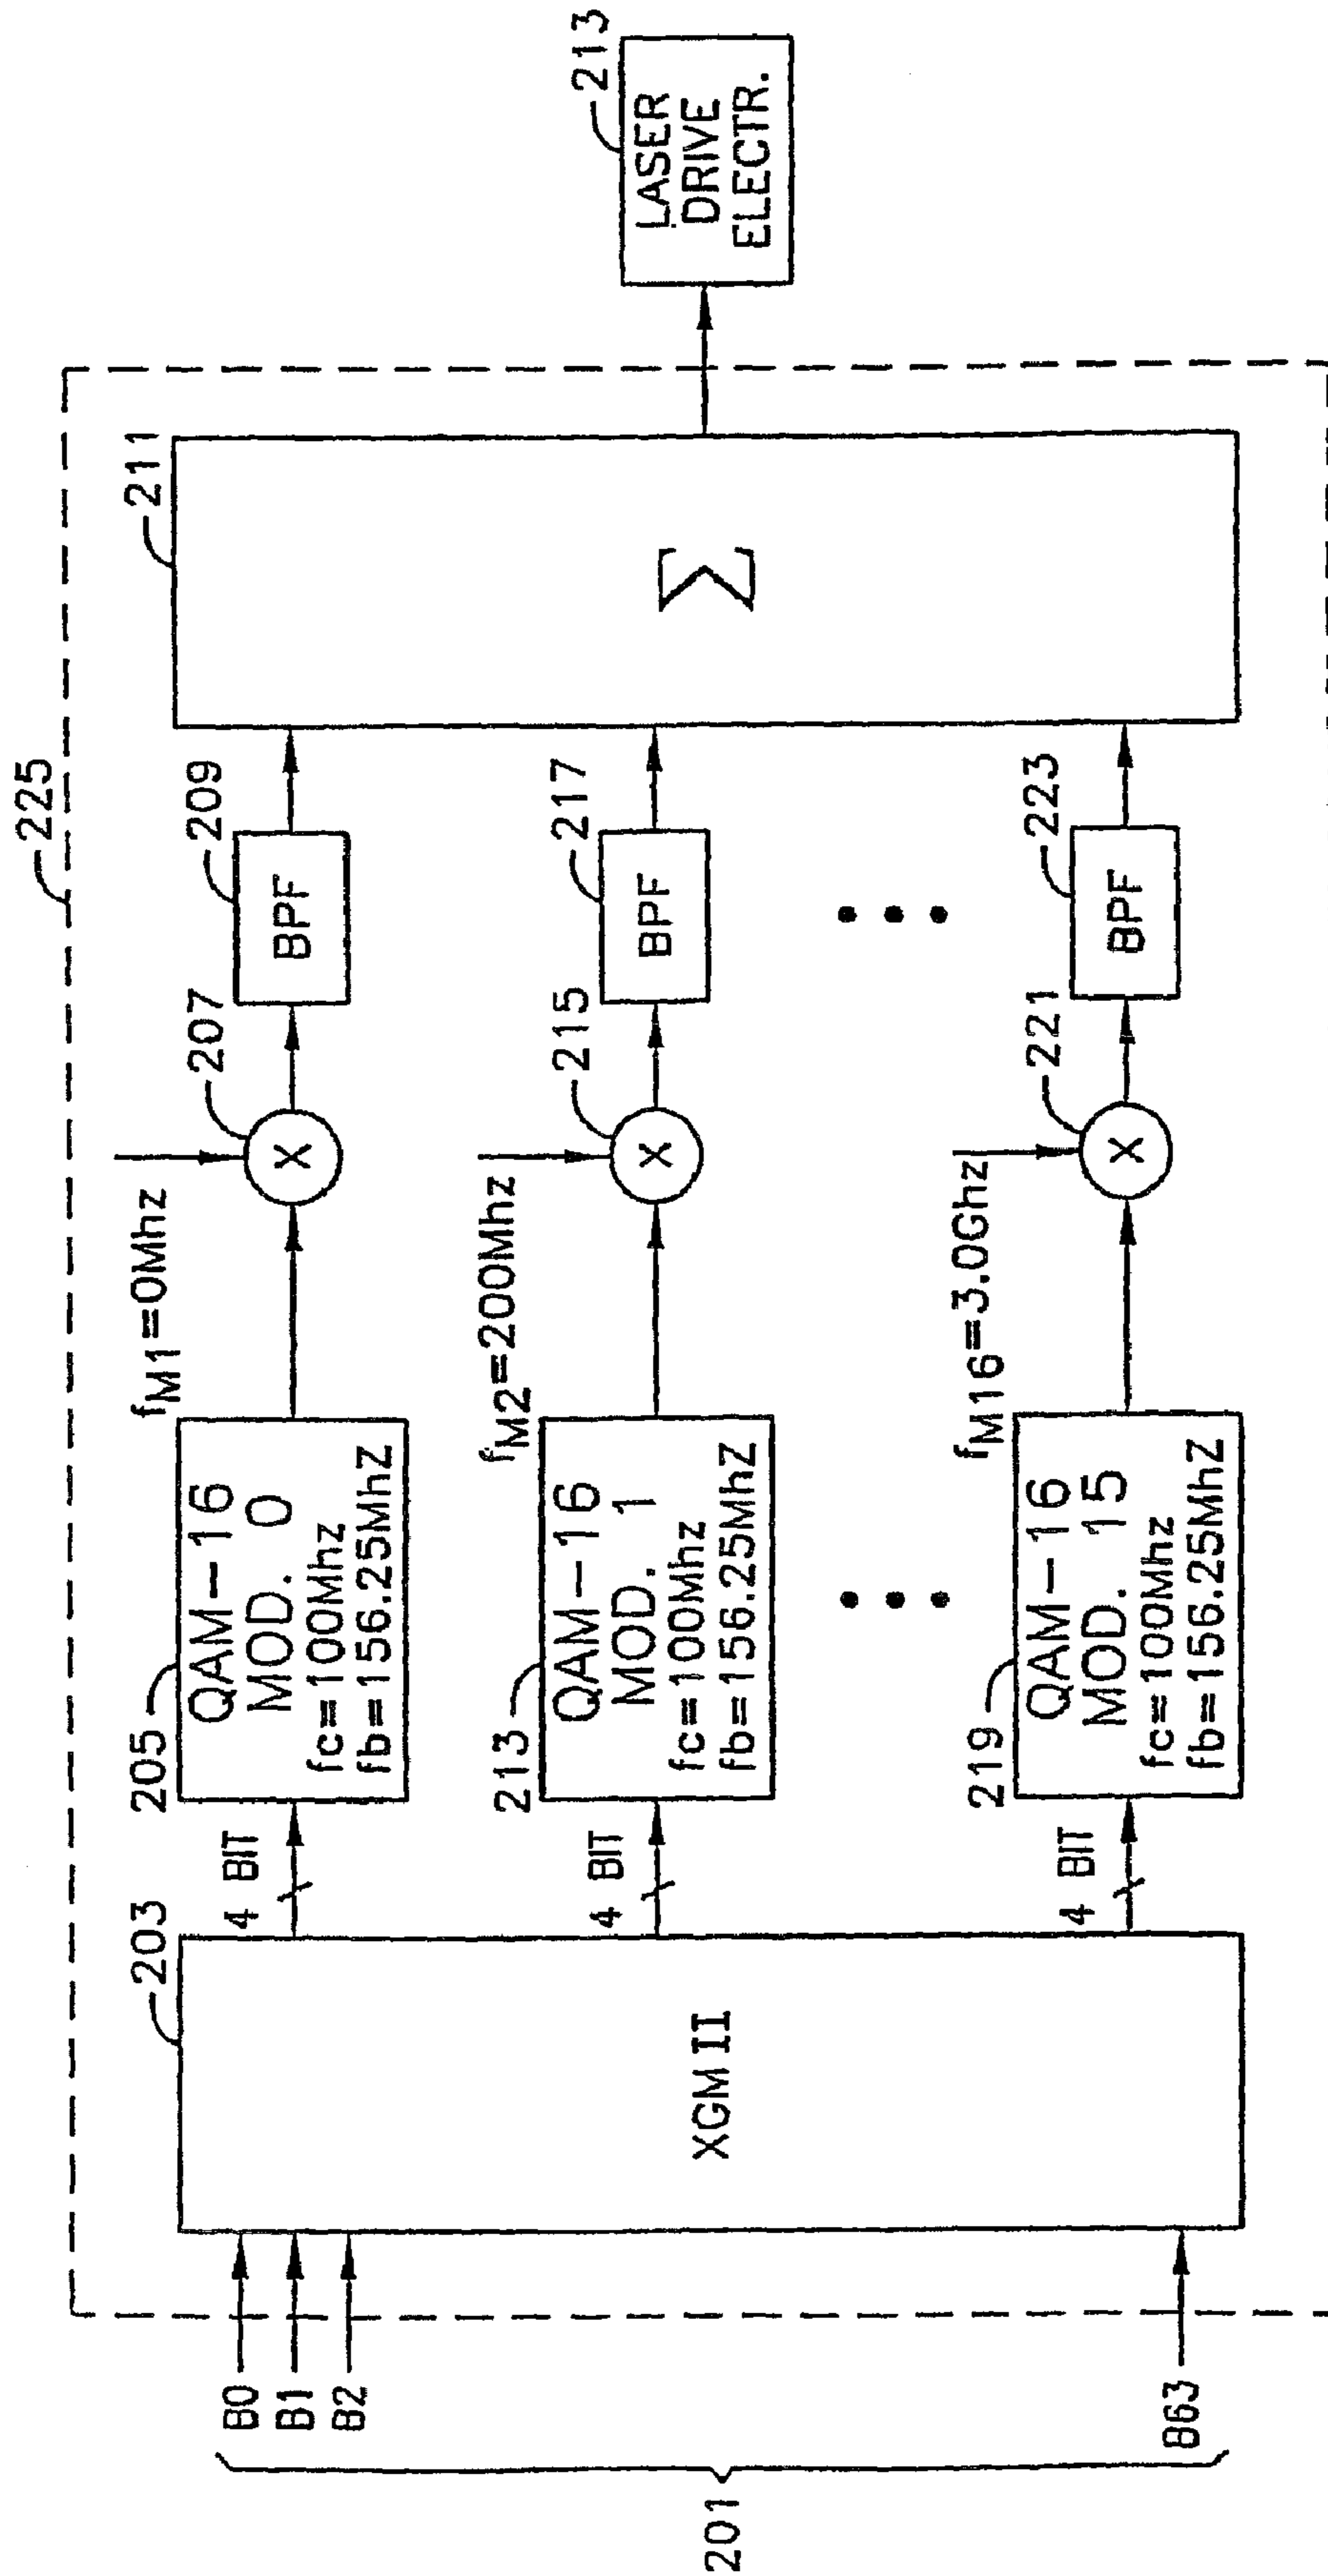 225
201
B0
B1
B2
B63
203
XGM II
4 BIT
4 BIT
4 BIT
205
QAM-16
MOD. 0
fc=100Mhz
fb=156.25MhZ
213
QAM-16
MOD. 1
fc=100Mhz
fb=156.25MhZ
219
QAM-16
MOD. 15
fc=100Mhz
fb=156.25MhZ
fM1=0Mhz
207
X
fM2=200Mhz
215
X
fM16=3.0Ghz
221
X
209
BPF
217
BPF
223
BPF
211
Σ
213
LASER
DRIVE
ELECTR.